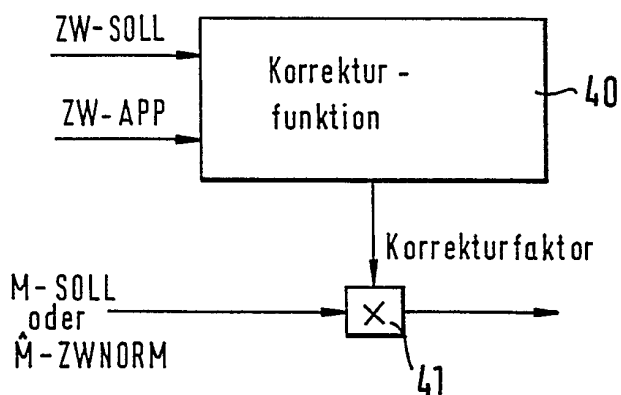 ZW-SOLL
ZW-APP
Korrektur-
funktion
40
Korrekturfaktor
M-SOLL
oder
M̂-ZWNORM
×
41